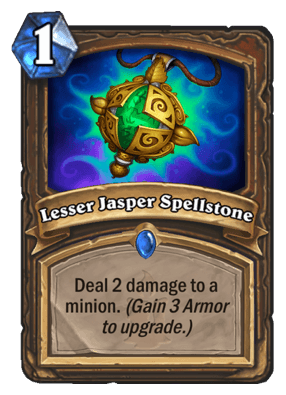 1
Lesser Jasper Spellstone
Deal 2 damage to a
minion. (Gain 3 Armor
to upgrade.)